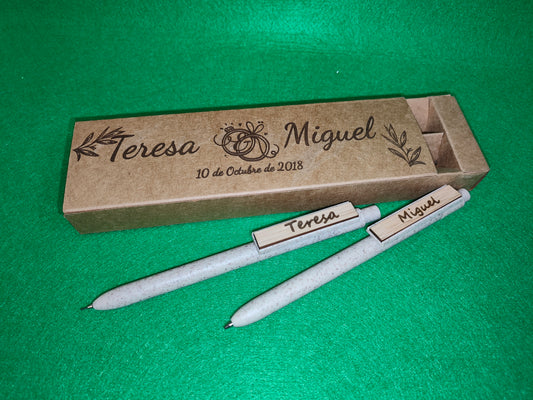 Teresa & Miguel
10 de Octubre de 2018
Teresa
Miguel